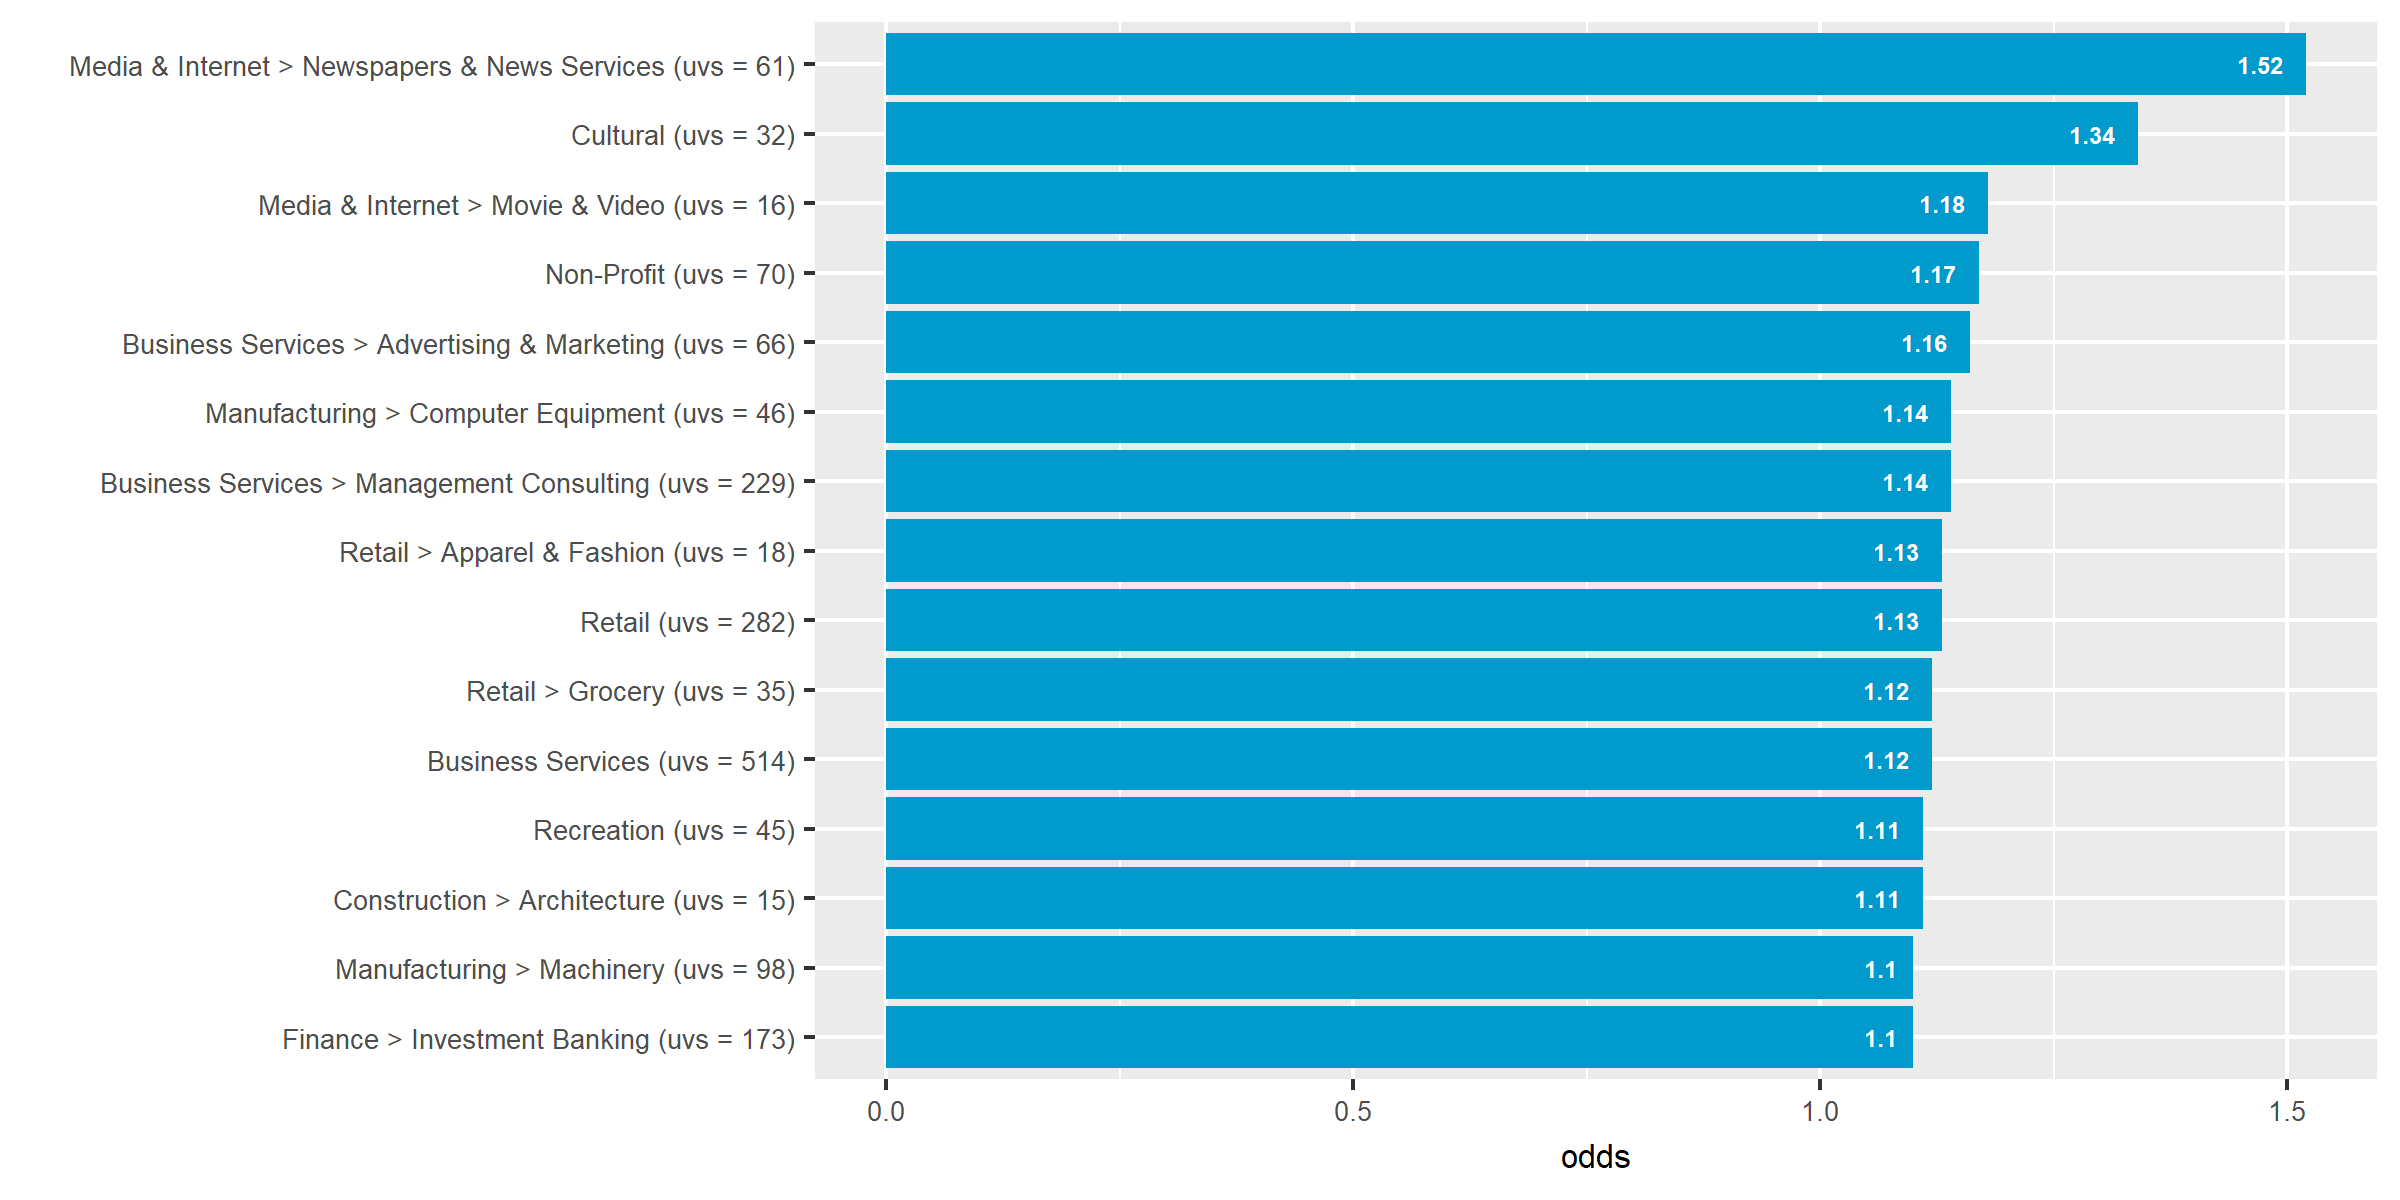 Media & Internet > Newspapers & News Services (uvs = 61) 1.52
Cultural (uvs = 32) 1.34
Media & Internet > Movie & Video (uvs = 16) 1.18
Non-Profit (uvs = 70) 1.17
Business Services > Advertising & Marketing (uvs = 66) 1.16
Manufacturing > Computer Equipment (uvs = 46) 1.14
Business Services > Management Consulting (uvs = 229) 1.14
Retail > Apparel & Fashion (uvs = 18) 1.13
Retail (uvs = 282) 1.13
Retail > Grocery (uvs = 35) 1.12
Business Services (uvs = 514) 1.12
Recreation (uvs = 45) 1.11
Construction > Architecture (uvs = 15) 1.11
Manufacturing > Machinery (uvs = 98) 1.1
Finance > Investment Banking (uvs = 173) 1.1
0.0 0.5 1.0 1.5
odds